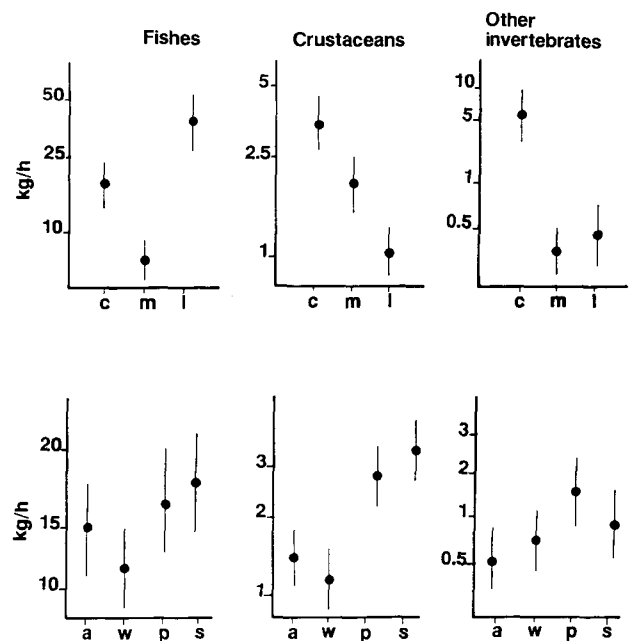 Fishes
Crustaceans
Other
invertebrates
kg/h
50
25
10
c m l
5
2.5
1
c m l
10
5
1
0.5
c m l
kg/h
20
15
10
a w p s
3
2
1
a w p s
3
2
1
0.5
a w p s